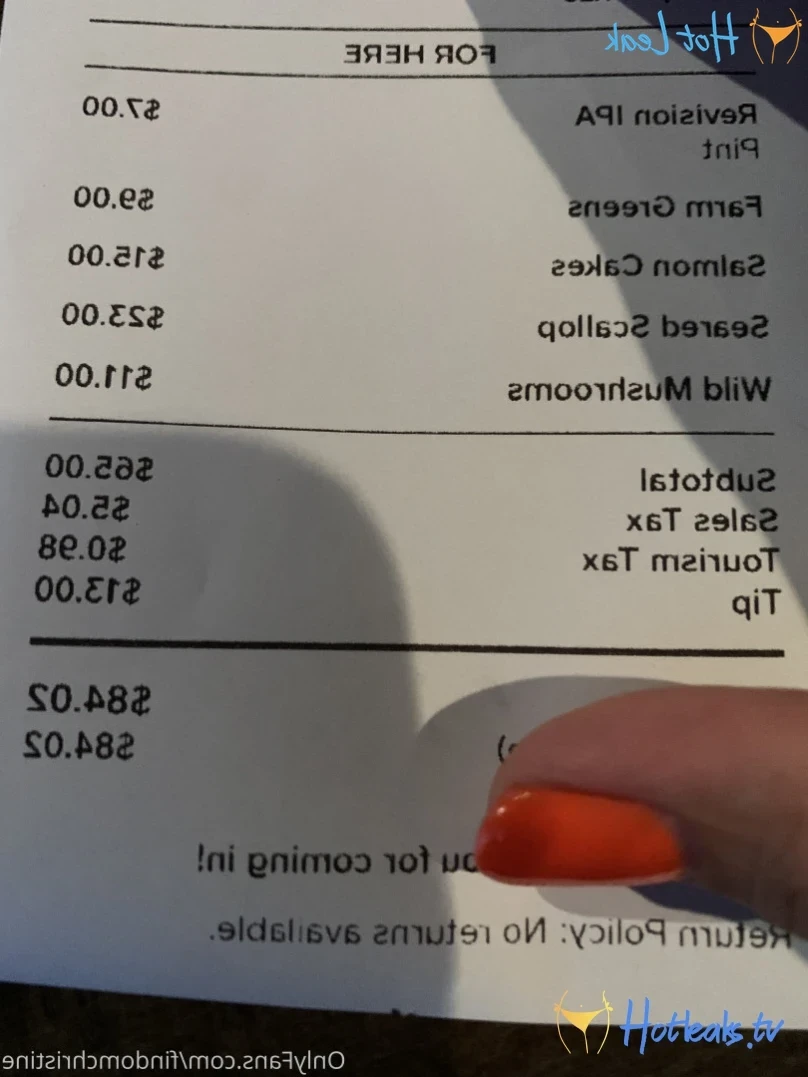 Hot Leak
FOR HERE
Revision IPA $7.00
Pint
Farm Greens $9.00
Salmon Cakes $15.00
Seared Scallop $23.00
Wild Mushrooms $11.00
Subtotal $65.00
Sales Tax $5.04
Tourism Tax $0.98
Tip $13.00
$84.02
$84.02
ou for coming in!
Return Policy: No returns available.
Hotleaks.tv
OnlyFans.com/findomchristine